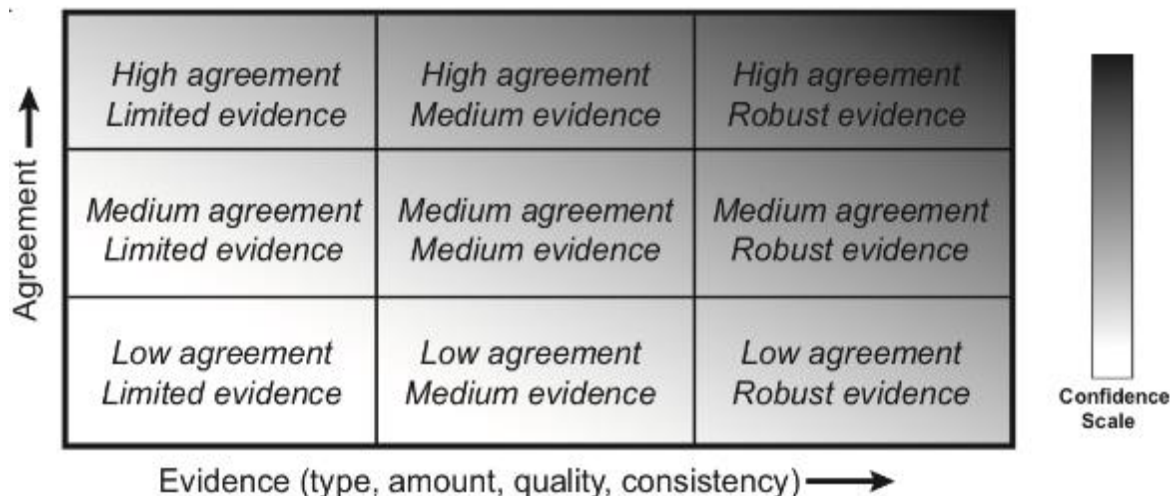 High agreement
Limited evidence
High agreement
Medium evidence
High agreement
Robust evidence
Medium agreement
Limited evidence
Medium agreement
Medium evidence
Medium agreement
Robust evidence
Low agreement
Limited evidence
Low agreement
Medium evidence
Low agreement
Robust evidence
Agreement
Evidence (type, amount, quality, consistency)
Confidence
Scale